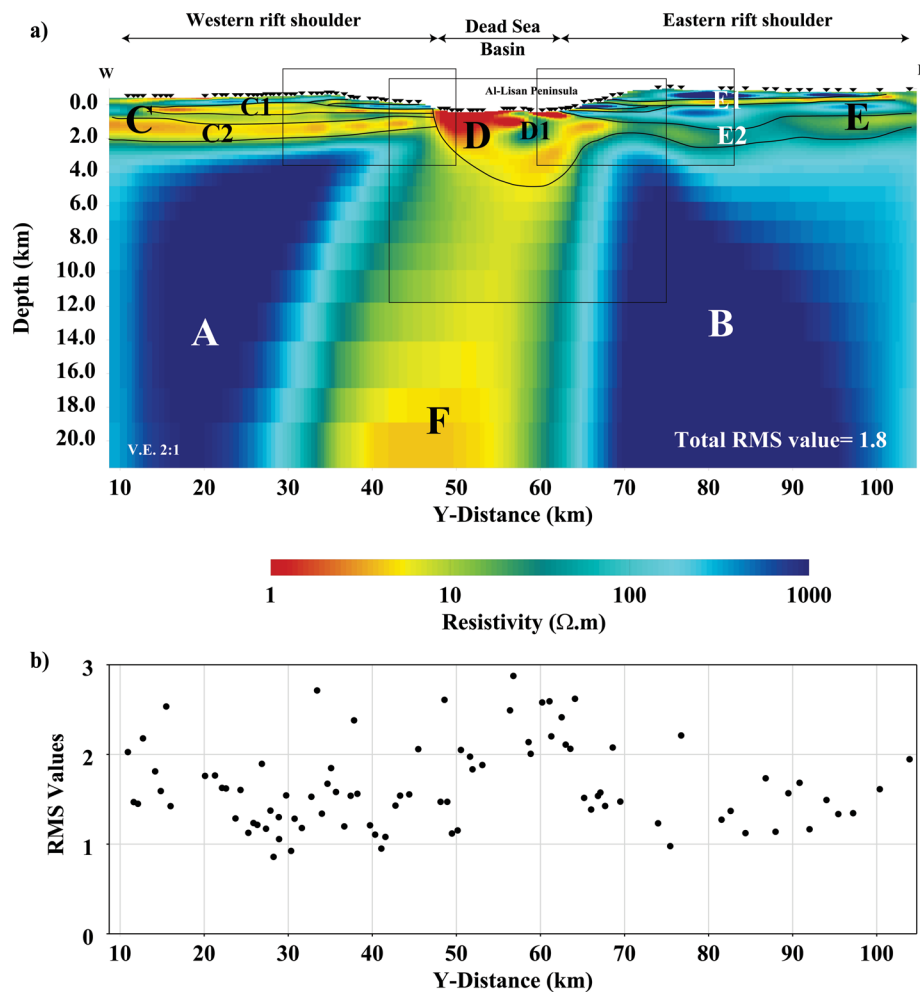 Western rift shoulder
Dead Sea
Basin
Eastern rift shoulder
a)
W
Al-Lisan Peninsula
0.0
2.0
4.0
6.0
8.0
10.0
12.0
14.0
16.0
18.0
20.0
Depth (km)
C
C1
C2
D
D1
E1
E
E2
A
B
F
V.E. 2:1
Total RMS value= 1.8
10 20 30 40 50 60 70 80 90 100
Y-Distance (km)
1 10 100 1000
Resistivity (Ω.m)
b)
3
2
1
0
RMS Values
10 20 30 40 50 60 70 80 90 100
Y-Distance (km)